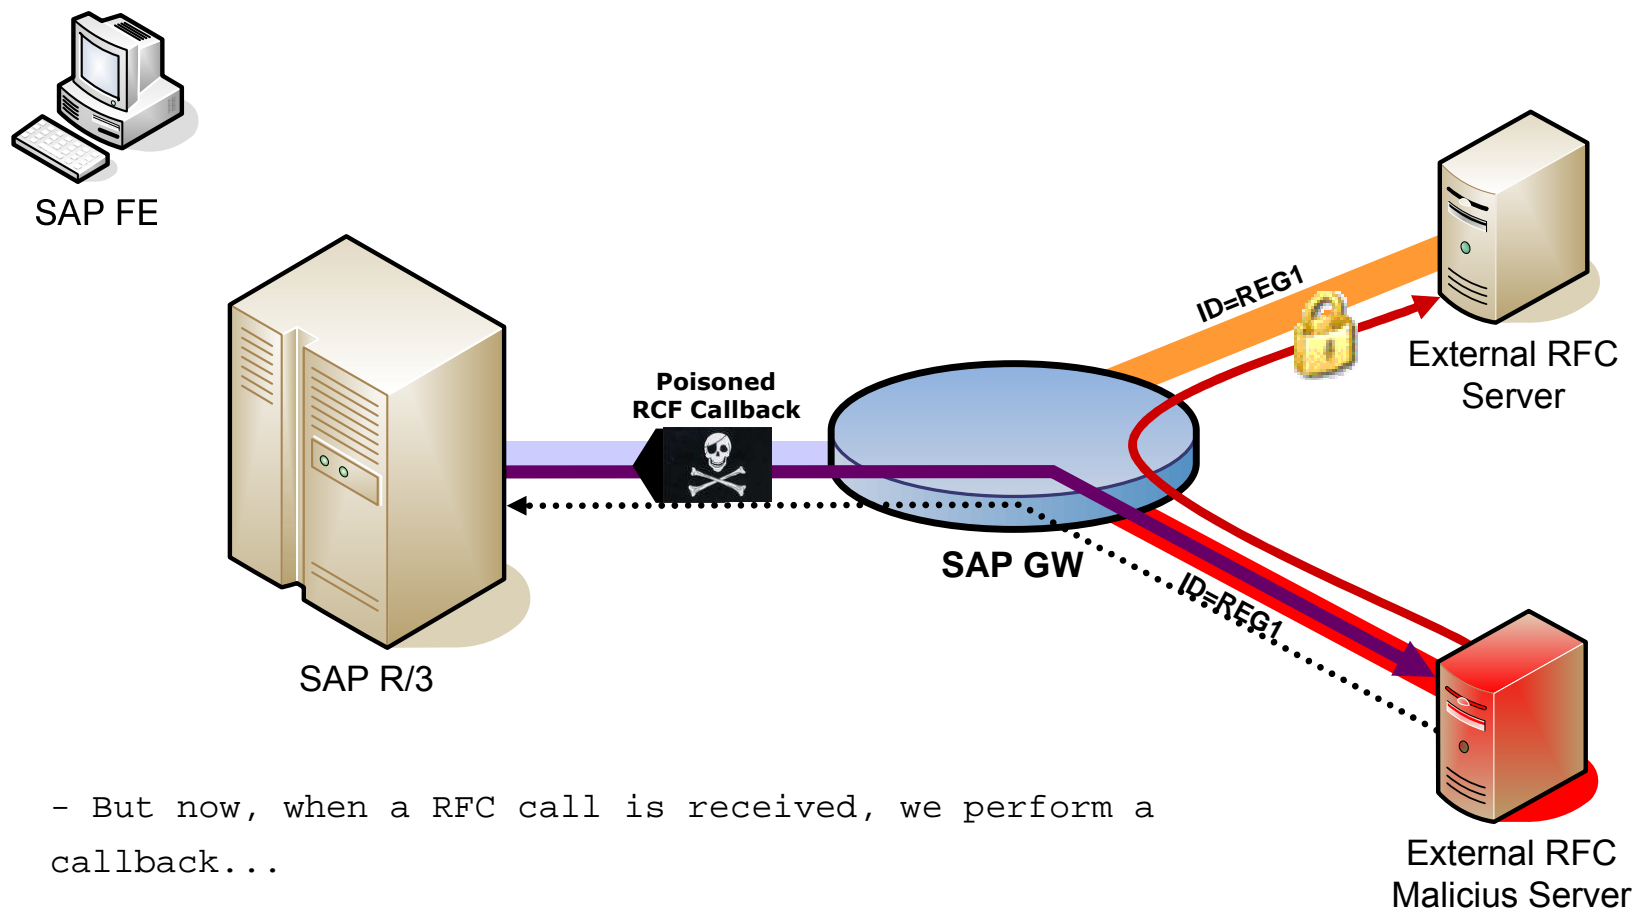 SAP FE
ID=REG1
External RFC
Server
Poisoned
RCF Callback
SAP GW
ID=REG1
SAP R/3
- But now, when a RFC call is received, we perform a
callback...
External RFC
Malicius Server